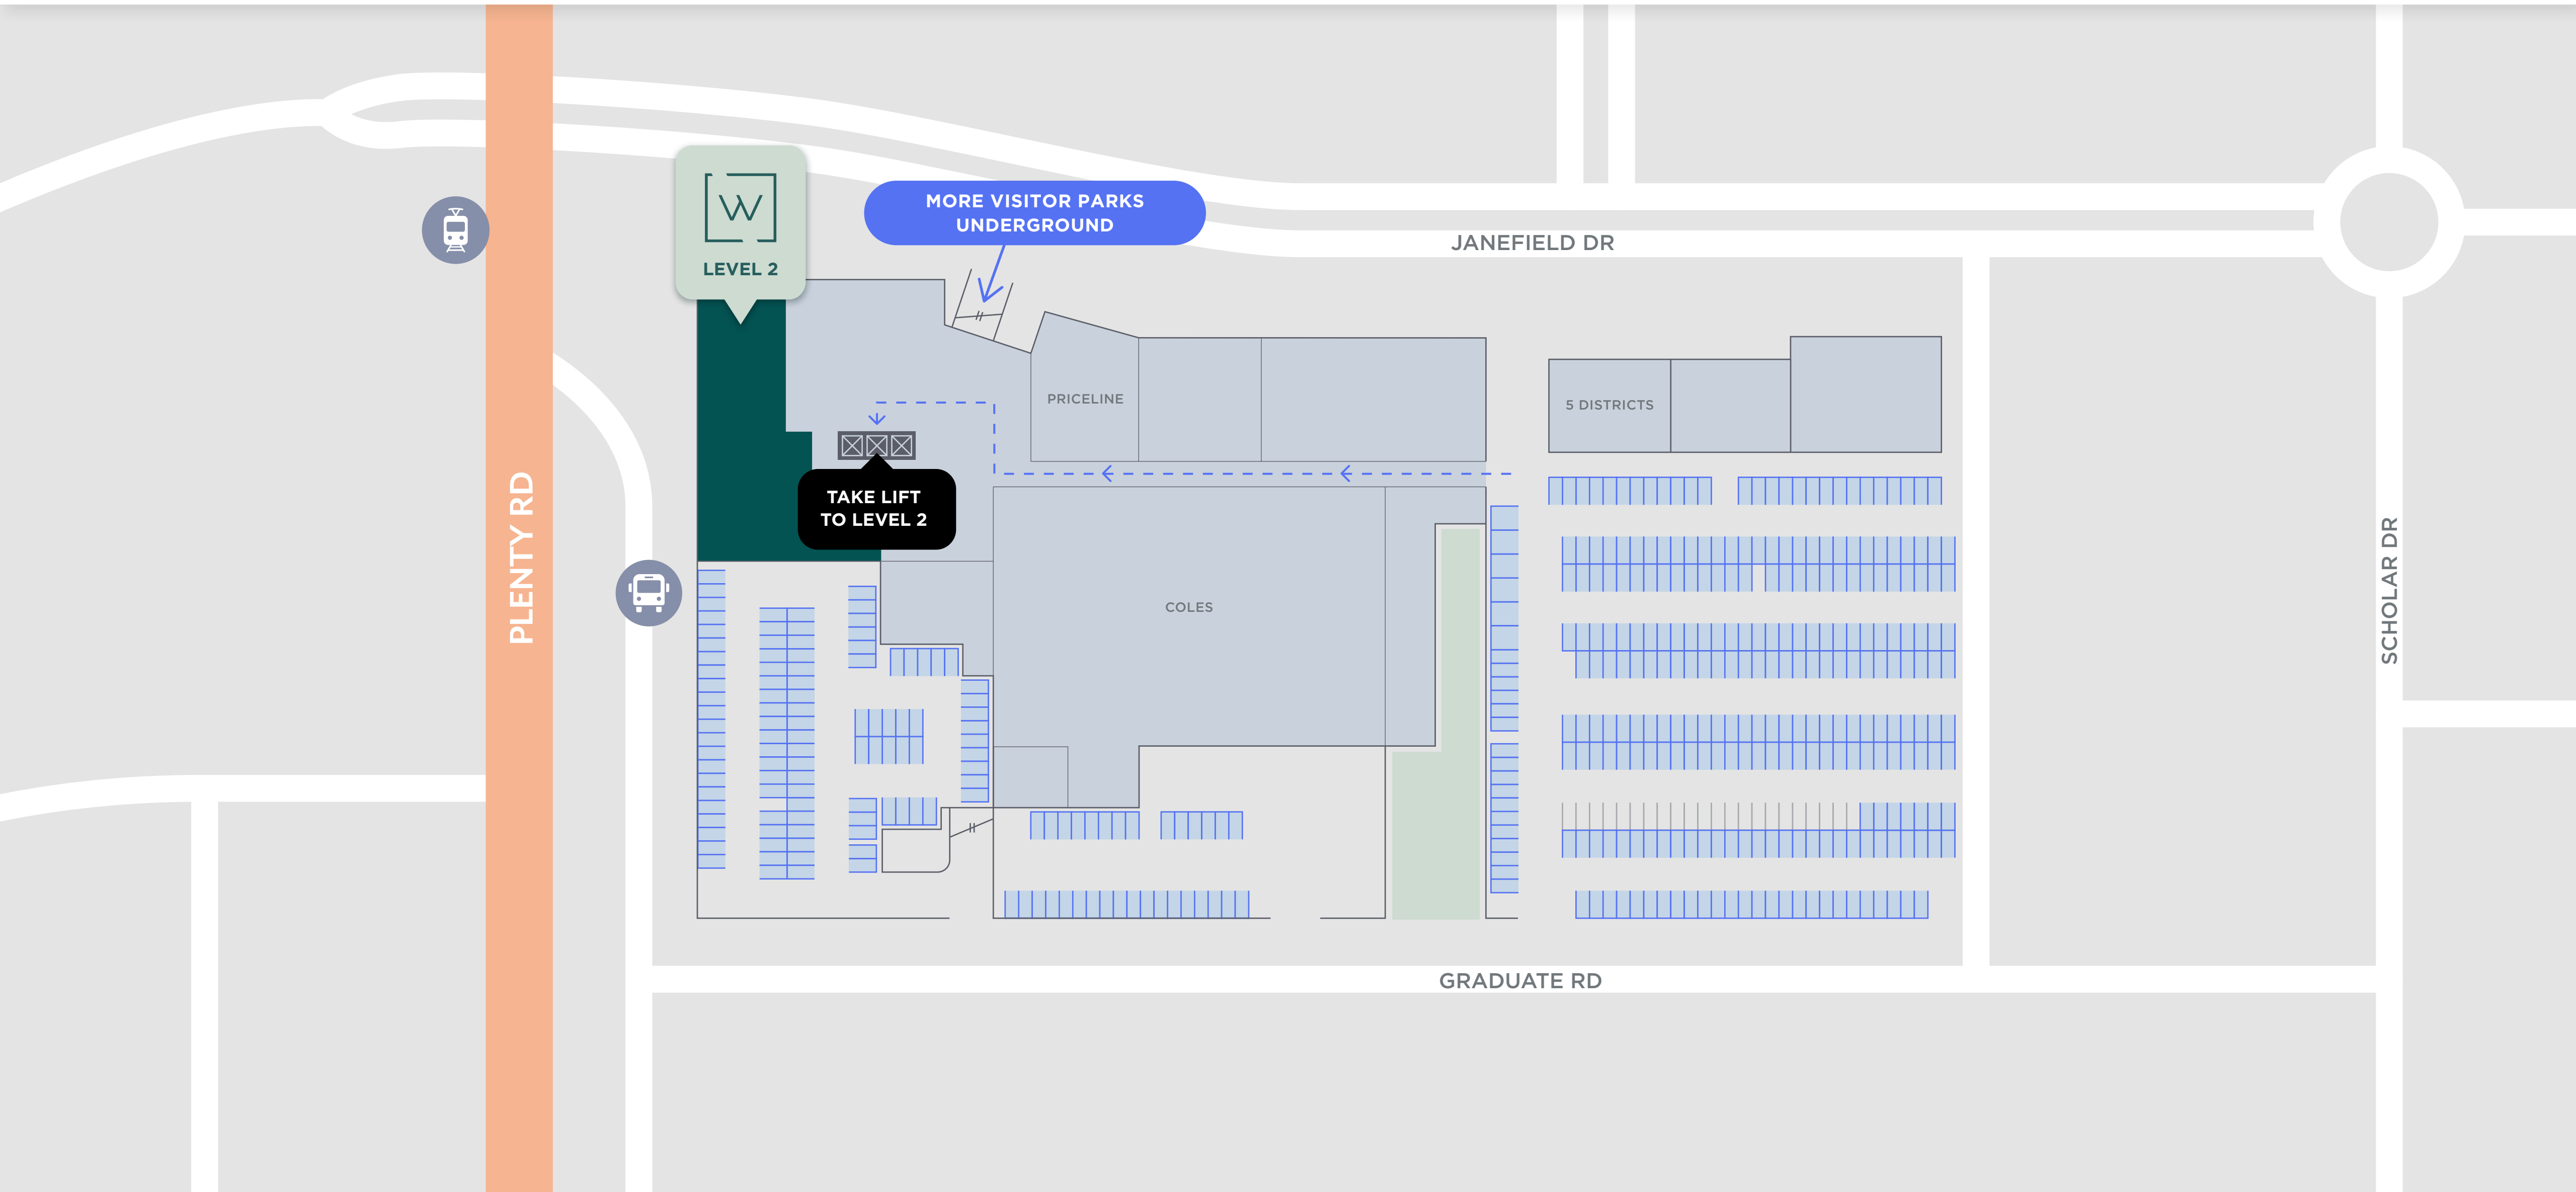 W
LEVEL 2
MORE VISITOR PARKS
UNDERGROUND
JANEFIELD DR
PRICELINE
5 DISTRICTS
TAKE LIFT
TO LEVEL 2
PLENTY RD
COLES
SCHOLAR DR
GRADUATE RD